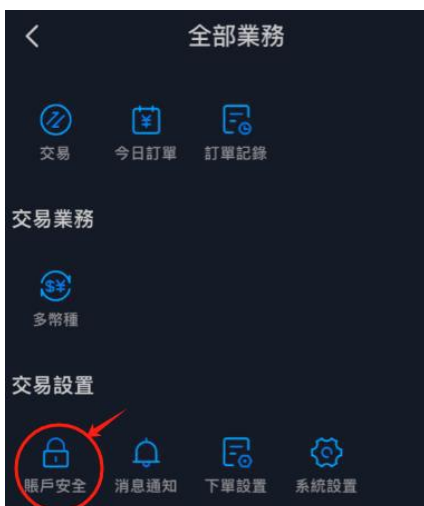 全部業務
交易 今日訂單 訂單記錄
交易業務
$¥
多幣種
交易設置
賬戶安全 消息通知 下單設置 系統設置